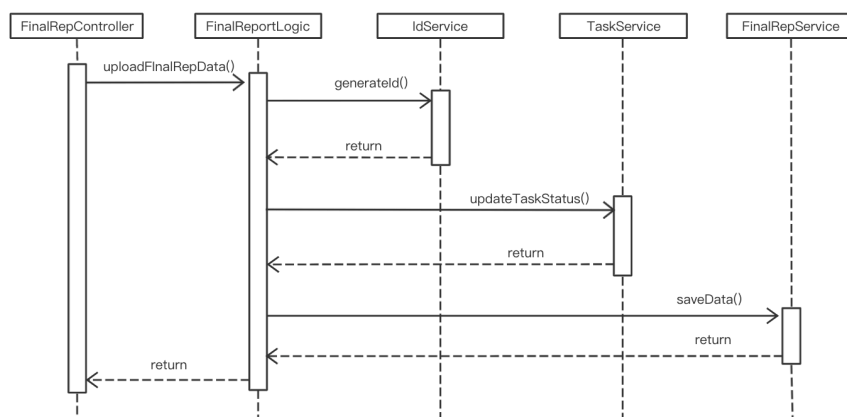 FinalRepController
FinalReportLogic
IdService
TaskService
FinalRepService
uploadFInalRepData()
generateId()
return
updateTaskStatus()
return
saveData()
return
return